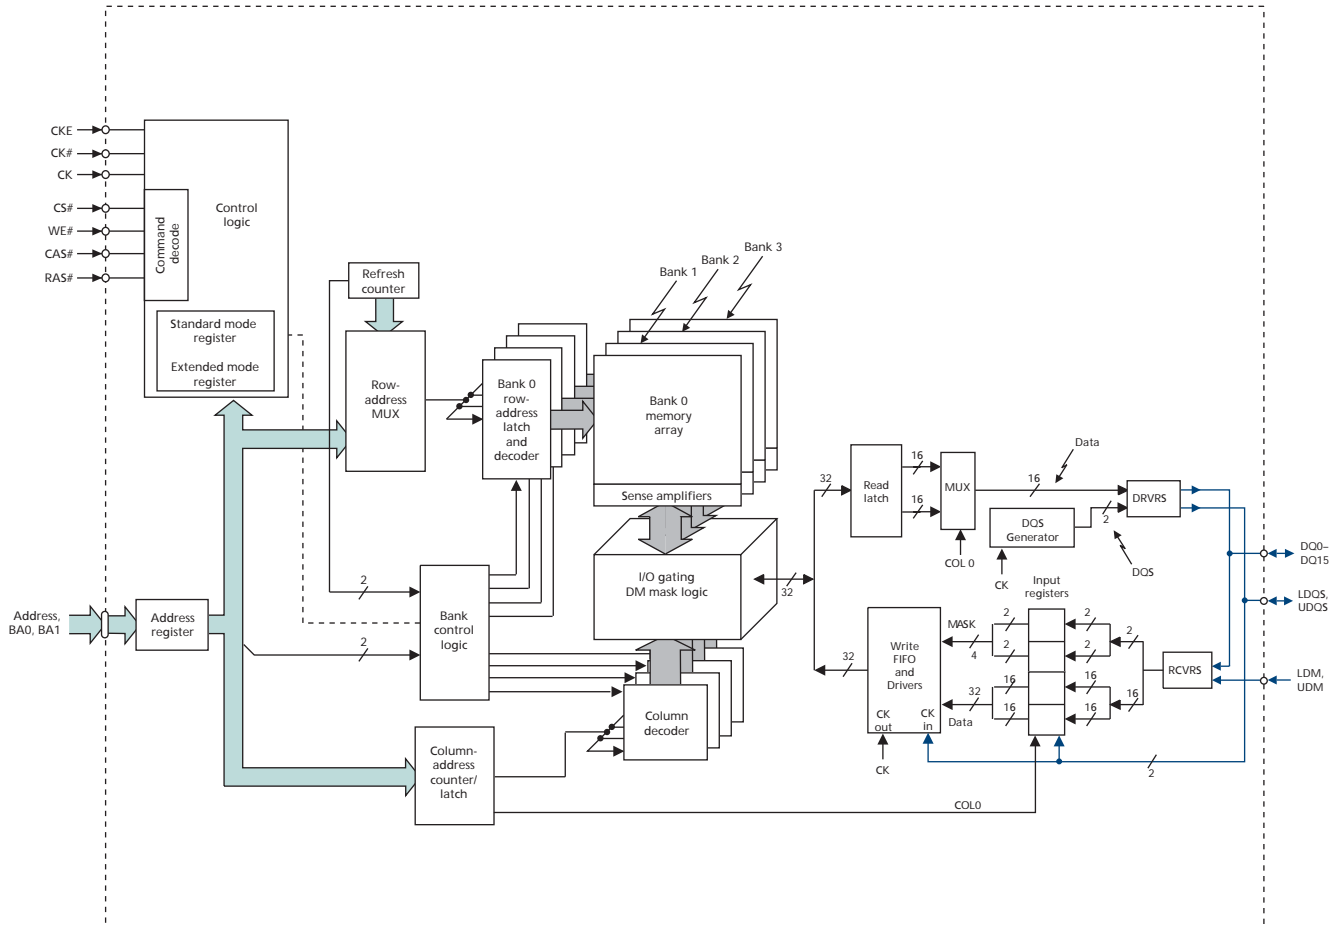 CKE
CK#
CK
CS#
WE#
CAS#
RAS#
Command
decode
Control
logic
Standard mode
register
Extended mode
register
Refresh
counter
Row-
address
MUX
Bank 0
row-
address
latch
and
decoder
Bank 1
Bank 2
Bank 3
Bank 0
memory
array
Sense amplifiers
I/O gating
DM mask logic
Address,
BA0, BA1
Address
register
2
2
Bank
control
logic
Column-
address
counter/
latch
Column
decoder
COL0
32
32
32
Read
latch
16
16
MUX
COL 0
16
Data
DQS
Generator
CK
2
DQS
DRVRS
DQ0–
DQ15
LDQS,
UDQS
LDM,
UDM
Input
registers
Write
FIFO
and
Drivers
CK
out
CK
in
CK
MASK
4
32
Data
2
2
16
16
2
2
16
16
2
16
RCVRS
2